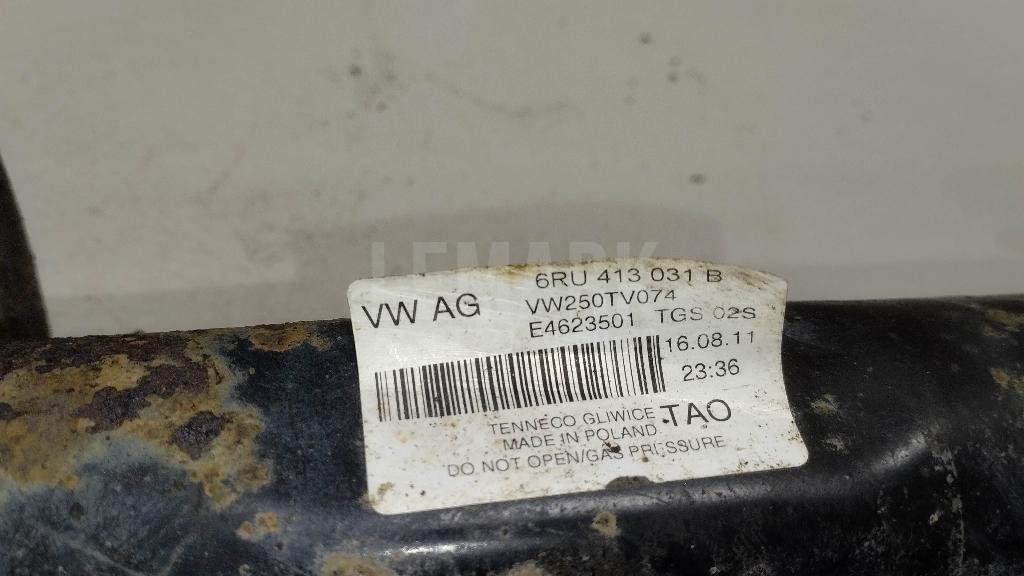 LEMARK
6RU 413 031 B
VW AG
VW250TV074
E4623501 TGS 02S
16.08.11
23:36
TENNECO GLIWICE TAO
MADE IN POLAND
DO NOT OPEN/GAS PRESSURE